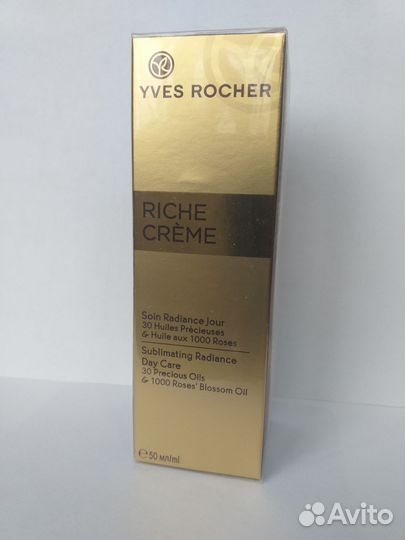 YVES ROCHER
RICHE
CRÈME
Soin Radiance Jour
30 Huiles Précieuses
& Huile aux 1000 Roses
Sublimating Radiance
Day Care
30 Precious Oils
& 1000 Roses' Blossom Oil
℮ 50 мл/ml
Avito